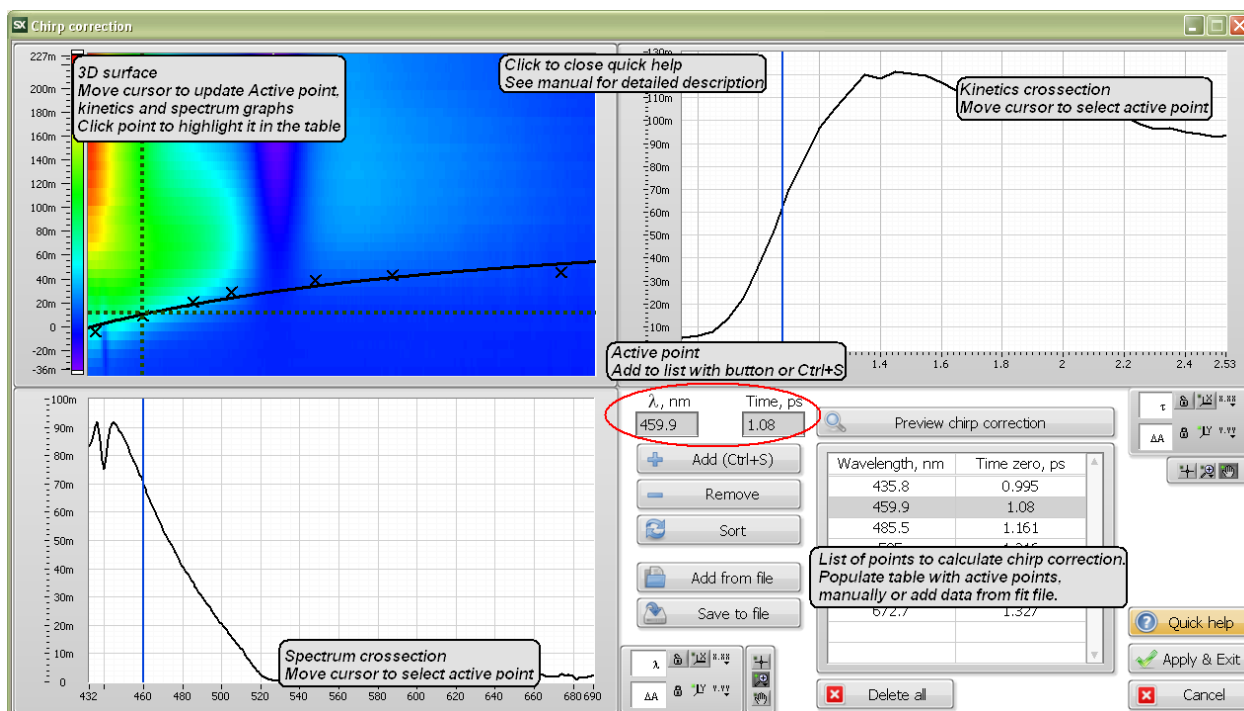 Chirp correction
227m
200m
180m
160m
140m
120m
100m
80m
60m
40m
20m
0
-20m
-36m
3D surface
Move cursor to update Active point,
kinetics and spectrum graphs
Click point to highlight it in the table
Click to close quick help
See manual for detailed description
130m
110m
100m
90m
80m
70m
60m
50m
40m
30m
20m
10m
Kinetics crossection
Move cursor to select active point
1.4
1.6
1.8
2
2.2
2.4
2.53
Active point
Add to list with button or Ctrl+S
100m
90m
80m
70m
60m
50m
40m
30m
20m
10m
0
432
460
480
500
520
540
560
580
600
620
640
660
680
690
Spectrum crossection
Move cursor to select active point
λ, nm Time, ps
459.9 1.08
Add (Ctrl+S)
Remove
Sort
Add from file
Save to file
Preview chirp correction
Wavelength, nm Time zero, ps
435.8 0.995
459.9 1.08
485.5 1.161
List of points to calculate chirp correction.
Populate table with active points,
manually or add data from fit file.
672.7 1.327
Delete all
τ
ΔA
λ
ΔA
Quick help
Apply & Exit
Cancel